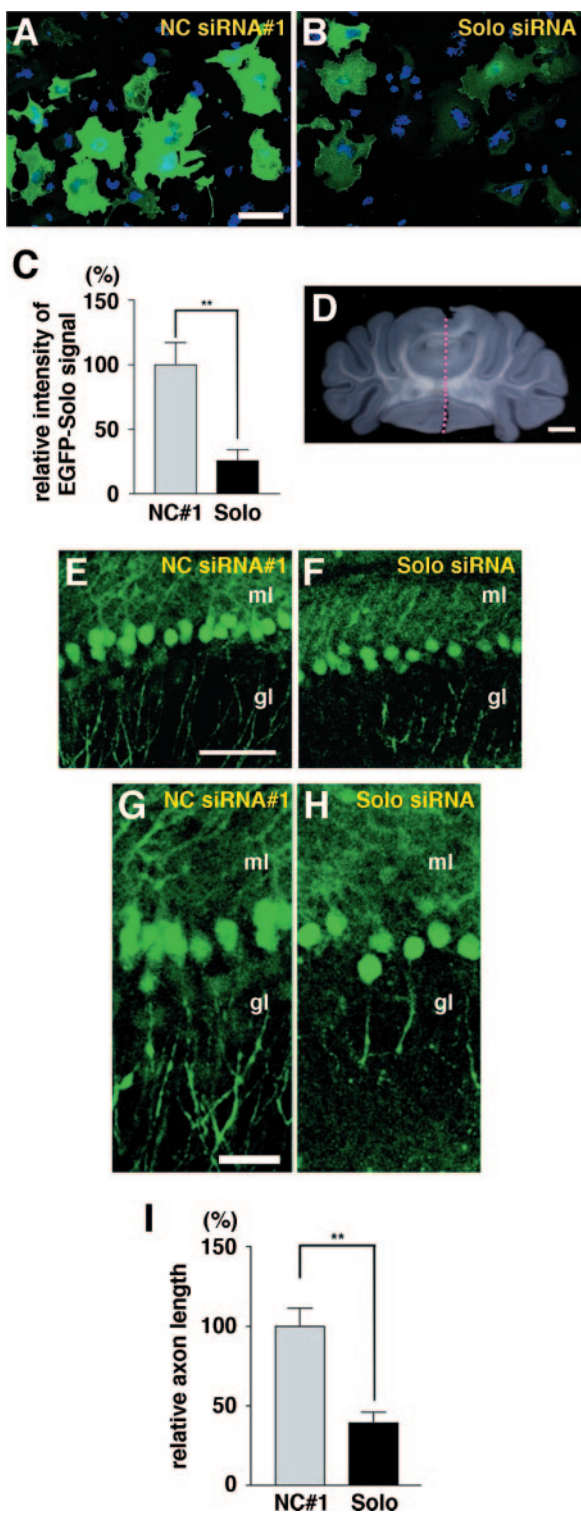 A
NC siRNA#1
B
Solo siRNA
C
(%)
relative intensity of
EGFP-Solo signal
150
100
50
0
**
NC#1
Solo
D
E
NC siRNA#1
ml
gl
F
Solo siRNA
ml
gl
G
NC siRNA#1
ml
gl
H
Solo siRNA
ml
gl
I
(%)
relative axon length
150
100
50
0
**
NC#1
Solo